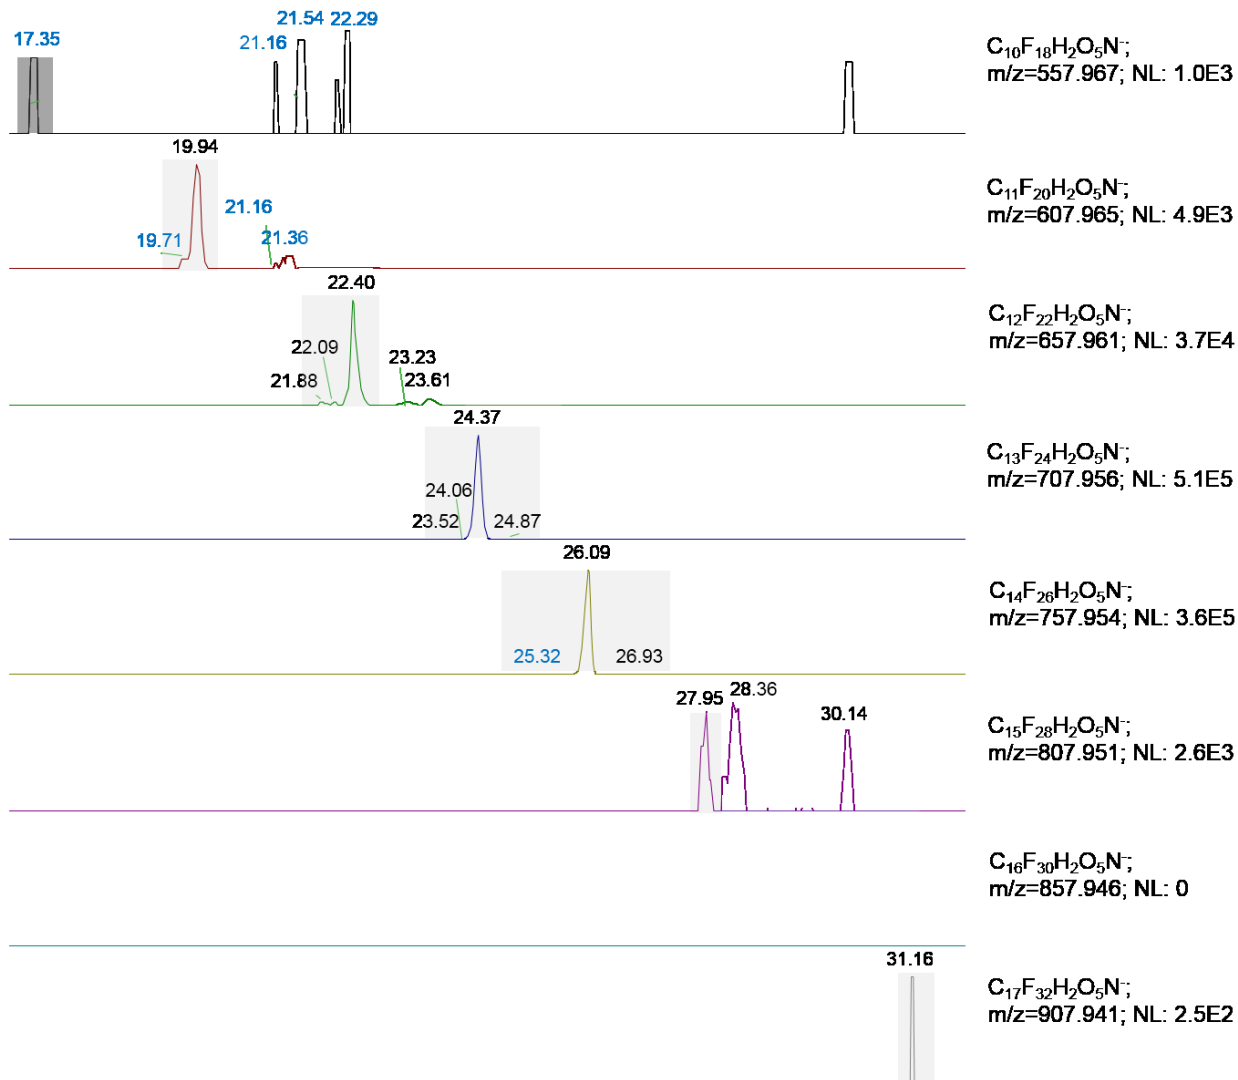 17.35
21.16
21.54
22.29
C₁₀F₁₈H₂O₅N⁻;
m/z=557.967; NL: 1.0E3
19.94
19.71
21.16
21.36
C₁₁F₂₀H₂O₅N⁻;
m/z=607.965; NL: 4.9E3
22.40
22.09
21.88
23.23
23.61
C₁₂F₂₂H₂O₅N⁻;
m/z=657.961; NL: 3.7E4
24.37
24.06
23.52
24.87
C₁₃F₂₄H₂O₅N⁻;
m/z=707.956; NL: 5.1E5
26.09
25.32
26.93
C₁₄F₂₆H₂O₅N⁻;
m/z=757.954; NL: 3.6E5
27.95
28.36
30.14
C₁₅F₂₈H₂O₅N⁻;
m/z=807.951; NL: 2.6E3
C₁₆F₃₀H₂O₅N⁻;
m/z=857.946; NL: 0
31.16
C₁₇F₃₂H₂O₅N⁻;
m/z=907.941; NL: 2.5E2